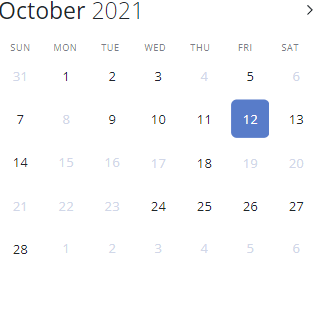 October 2021
SUN MON TUE WED THU FRI SAT
31 1 2 3 4 5 6
7 8 9 10 11 12 13
14 15 16 17 18 19 20
21 22 23 24 25 26 27
28 1 2 3 4 5 6